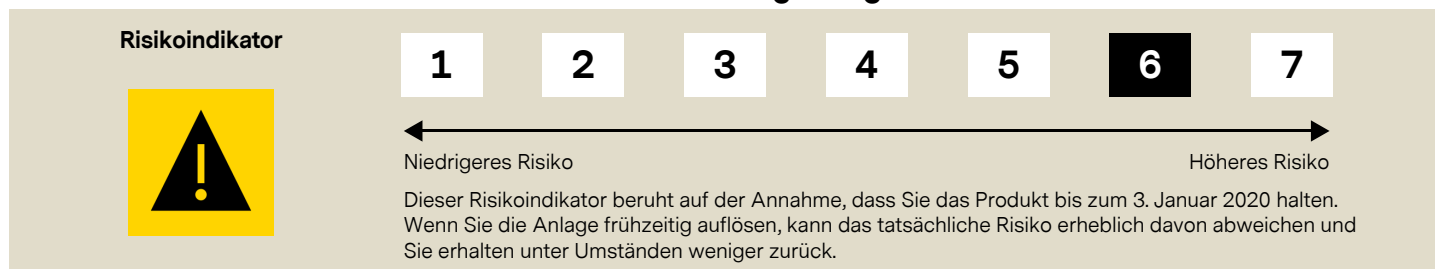 Risikoindikator
1 2 3 4 5 6 7
Niedrigeres Risiko Höheres Risiko
Dieser Risikoindikator beruht auf der Annahme, dass Sie das Produkt bis zum 3. Januar 2020 halten.
Wenn Sie die Anlage frühzeitig auflösen, kann das tatsächliche Risiko erheblich davon abweichen und
Sie erhalten unter Umständen weniger zurück.